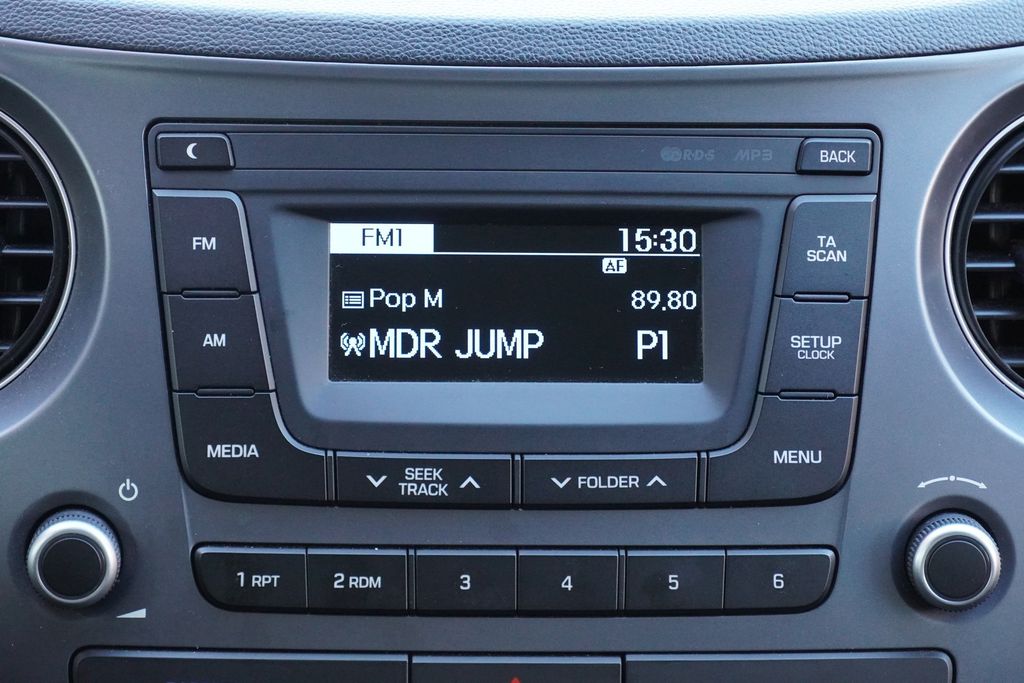 RDS MP3 BACK
FM1 15:30
AF
Pop M 89.80
MDR JUMP P1
FM
AM
MEDIA
TA
SCAN
SETUP
CLOCK
MENU
SEEK
TRACK
FOLDER
1 RPT 2 RDM 3 4 5 6